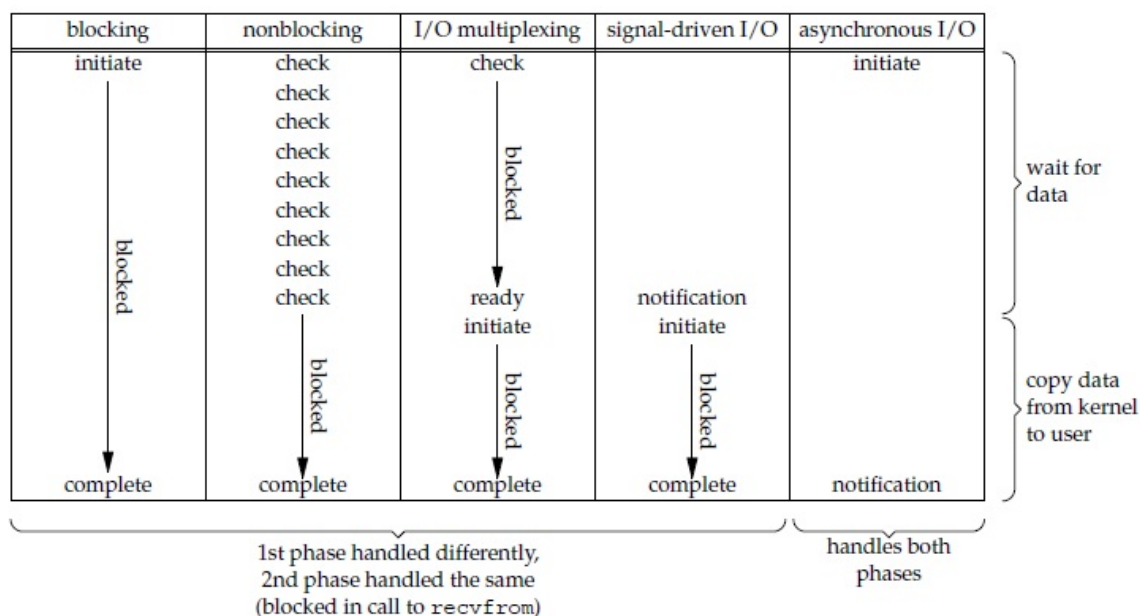 blocking nonblocking I/O multiplexing signal-driven I/O asynchronous I/O
initiate check check initiate
check
check
check
check
check
check
check
check ready notification
initiate initiate
blocked
blocked
blocked
blocked
blocked
complete complete complete complete notification
wait for
data
copy data
from kernel
to user
1st phase handled differently,
2nd phase handled the same
(blocked in call to recvfrom)
handles both
phases